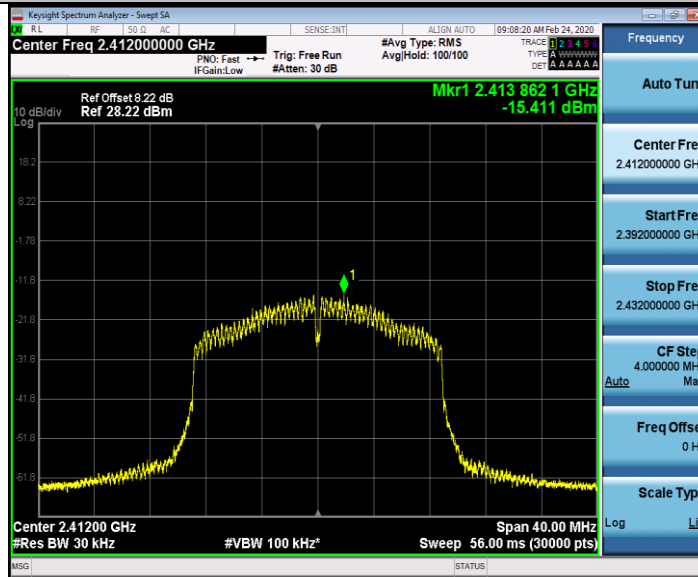 Keysight Spectrum Analyzer - Swept SA
RL RF 50 Ω AC SENSE:INT ALIGN AUTO 09:08:20 AM Feb 24, 2020
Center Freq 2.412000000 GHz
PNO: Fast
IFGain:Low
Trig: Free Run
#Atten: 30 dB
#Avg Type: RMS
Avg|Hold: 100/100
TRACE 1 2 3 4 5 6
TYPE A WWWWW
DET A A A A A A
Ref Offset 8.22 dB
Ref 28.22 dBm
10 dB/div
Log
Mkr1 2.413 862 1 GHz
-15.411 dBm
18.2
8.22
-1.78
-11.8
-21.8
-31.8
-41.8
-51.8
-61.8
1
Center 2.41200 GHz
Span 40.00 MHz
#Res BW 30 kHz
#VBW 100 kHz*
Sweep 56.00 ms (30000 pts)
MSG
STATUS
Frequency
Auto Tun
Center Fre
2.412000000 GH
Start Fre
2.392000000 GH
Stop Fre
2.432000000 GH
CF Ste
4.000000 MH
Auto Ma
Freq Offse
0 H
Scale Typ
Log Li